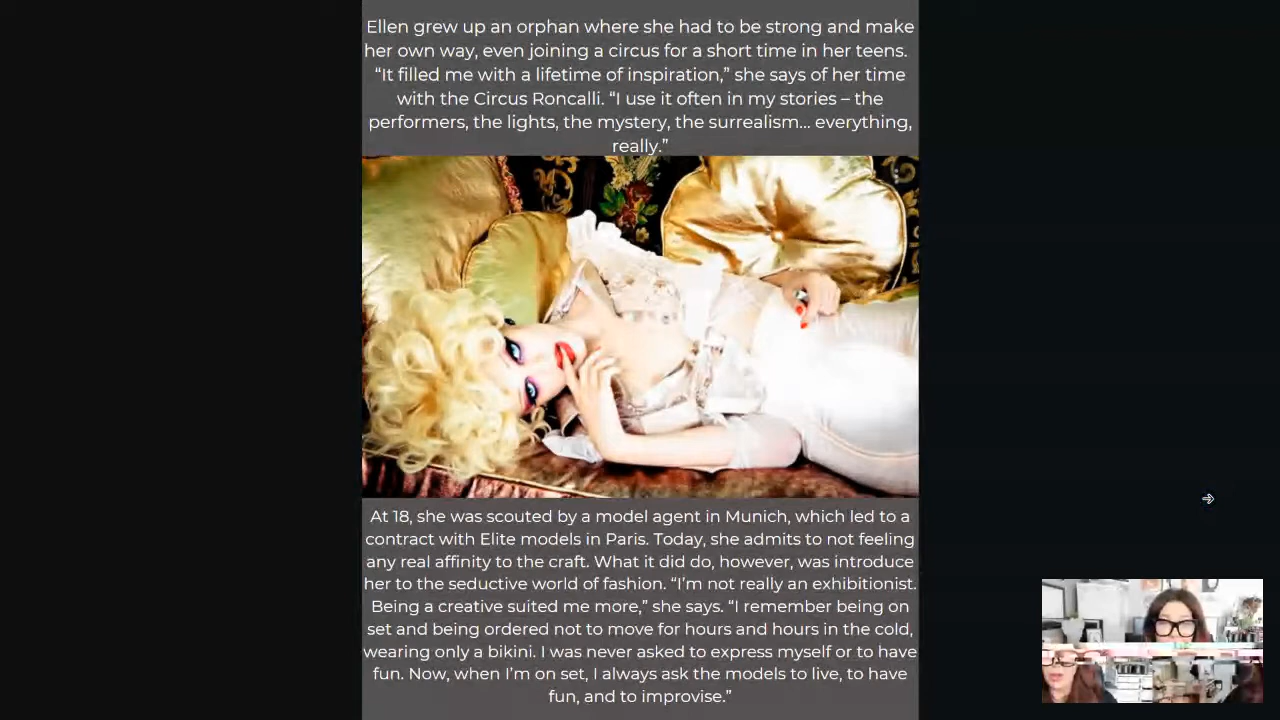 Ellen grew up an orphan where she had to be strong and make
her own way, even joining a circus for a short time in her teens.
“It filled me with a lifetime of inspiration,” she says of her time
with the Circus Roncalli. “I use it often in my stories – the
performers, the lights, the mystery, the surrealism... everything,
really.”
At 18, she was scouted by a model agent in Munich, which led to a
contract with Elite models in Paris. Today, she admits to not feeling
any real affinity to the craft. What it did do, however, was introduce
her to the seductive world of fashion. “I’m not really an exhibitionist.
Being a creative suited me more,” she says. “I remember being on
set and being ordered not to move for hours and hours in the cold,
wearing only a bikini. I was never asked to express myself or to have
fun. Now, when I’m on set, I always ask the models to live, to have
fun, and to improvise.”